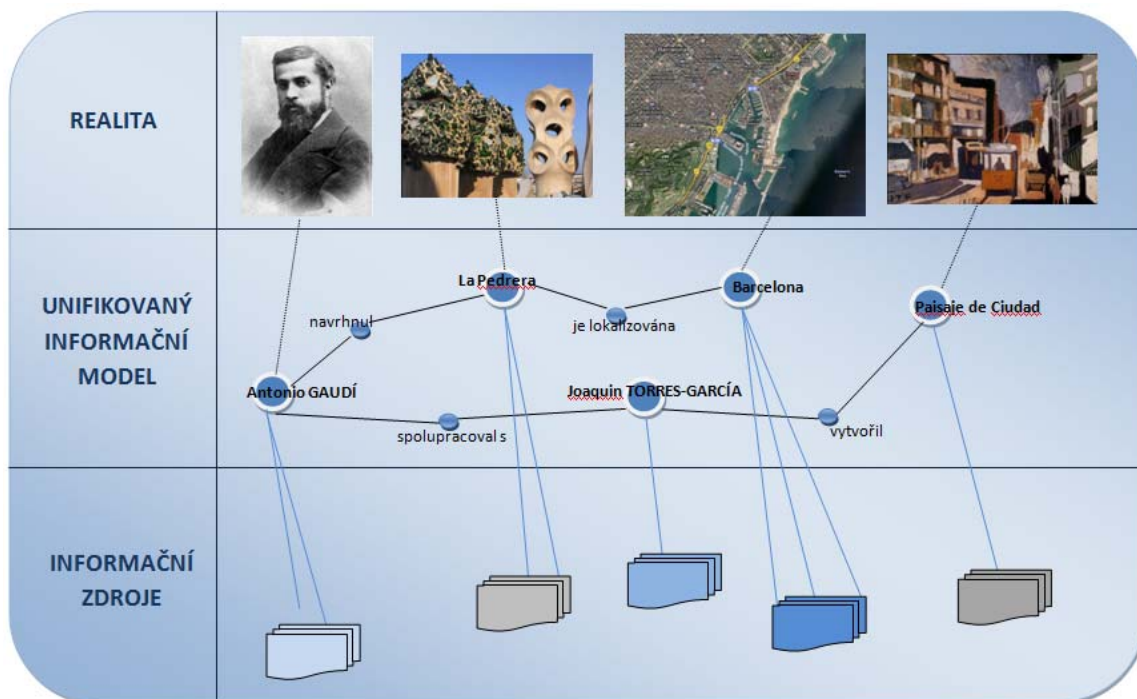 REALITA
UNIFIKOVANÝ
INFORMAČNÍ
MODEL
La Pedrera
Barcelona
Paisaje de Ciudad
navrhnul
je lokalizována
Antonio GAUDÍ
Joaquin TORRES-GARCÍA
spolupracoval s
vytvořil
INFORMAČNÍ
ZDROJE